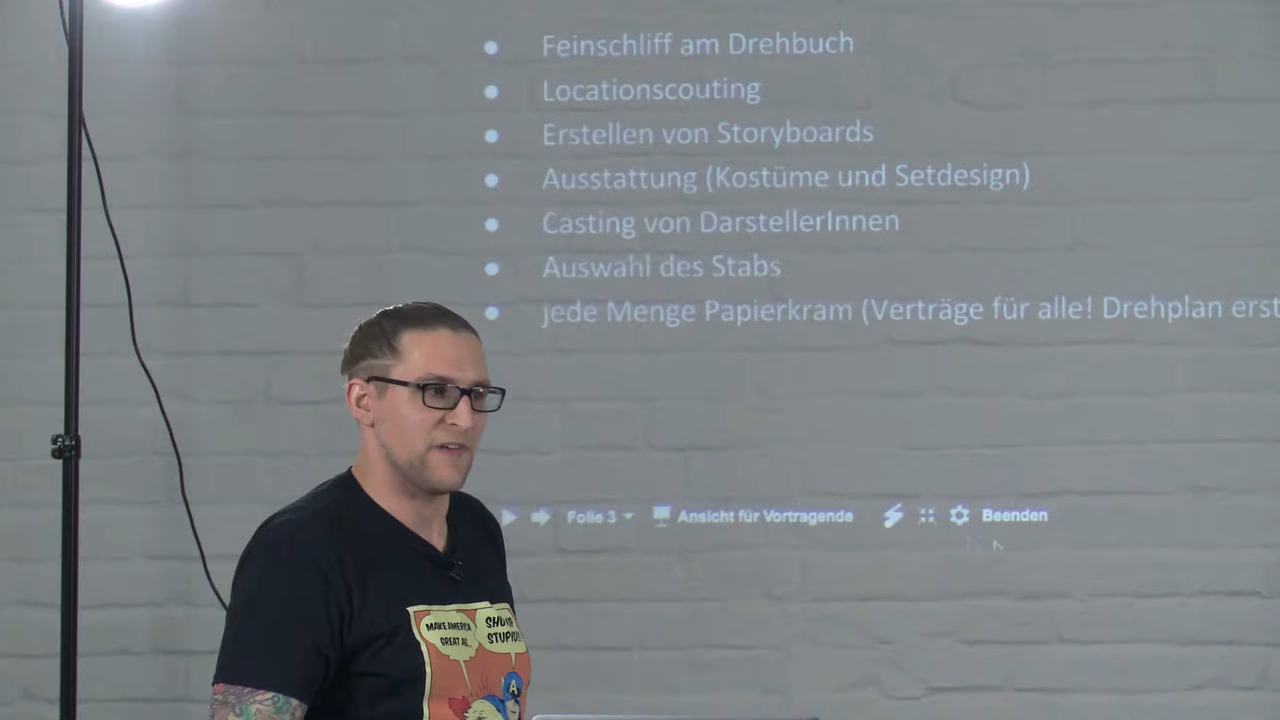 Feinschliff am Drehbuch
Locationscouting
Erstellen von Storyboards
Ausstattung (Kostüme und Setdesign)
Casting von DarstellerInnen
Auswahl des Stabs
jede Menge Papierkram (Verträge für alle! Drehplan erst
Folie 3 Ansicht für Vortragende Beenden
MAKE AMERICA
GREAT AG...
SHUT UP
STUPID!
A